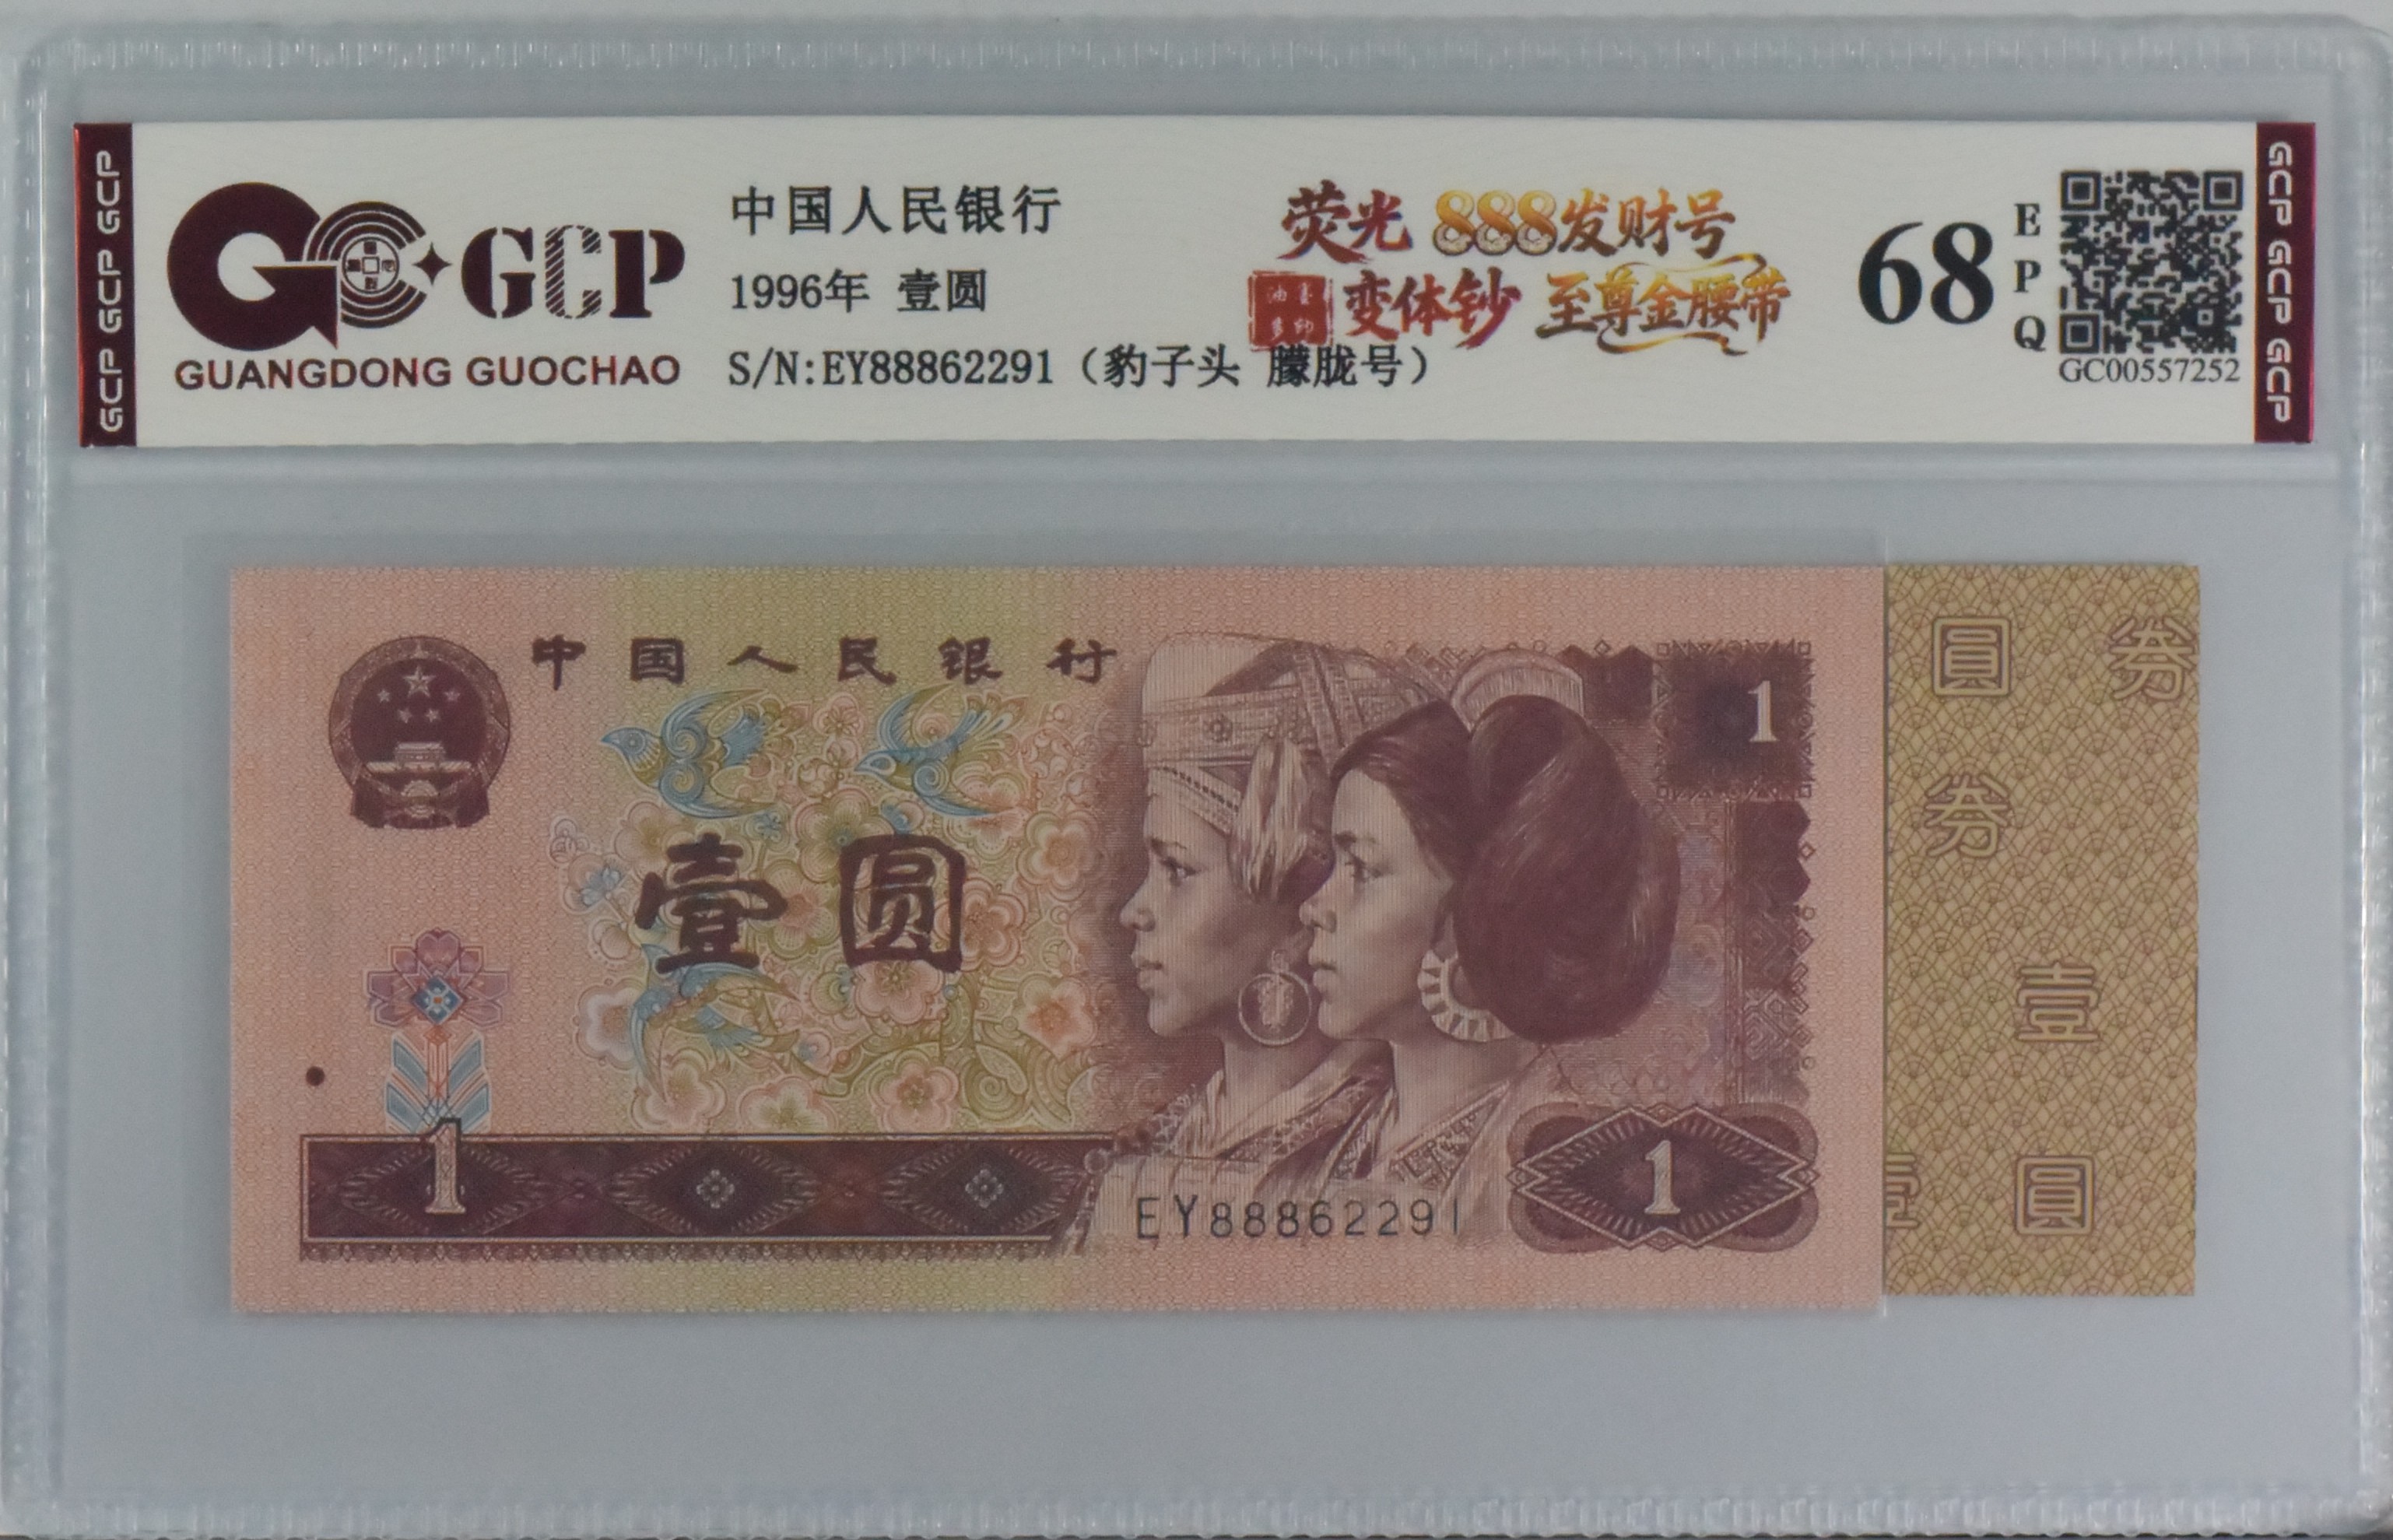 GCP GCP GCP
GCP
GUANGDONG GUOCHAO
中国人民银行
1996年 壹圆
S/N:EY88862291（豹子头 朦胧号）
荧光 888发财号
变体钞 至尊金腰带
68
EPQ
GC00557252
GCP GCP GCP
中国人民银行
1
壹圆
1
EY88862291
1
圓 券
券
壹
壹 圓